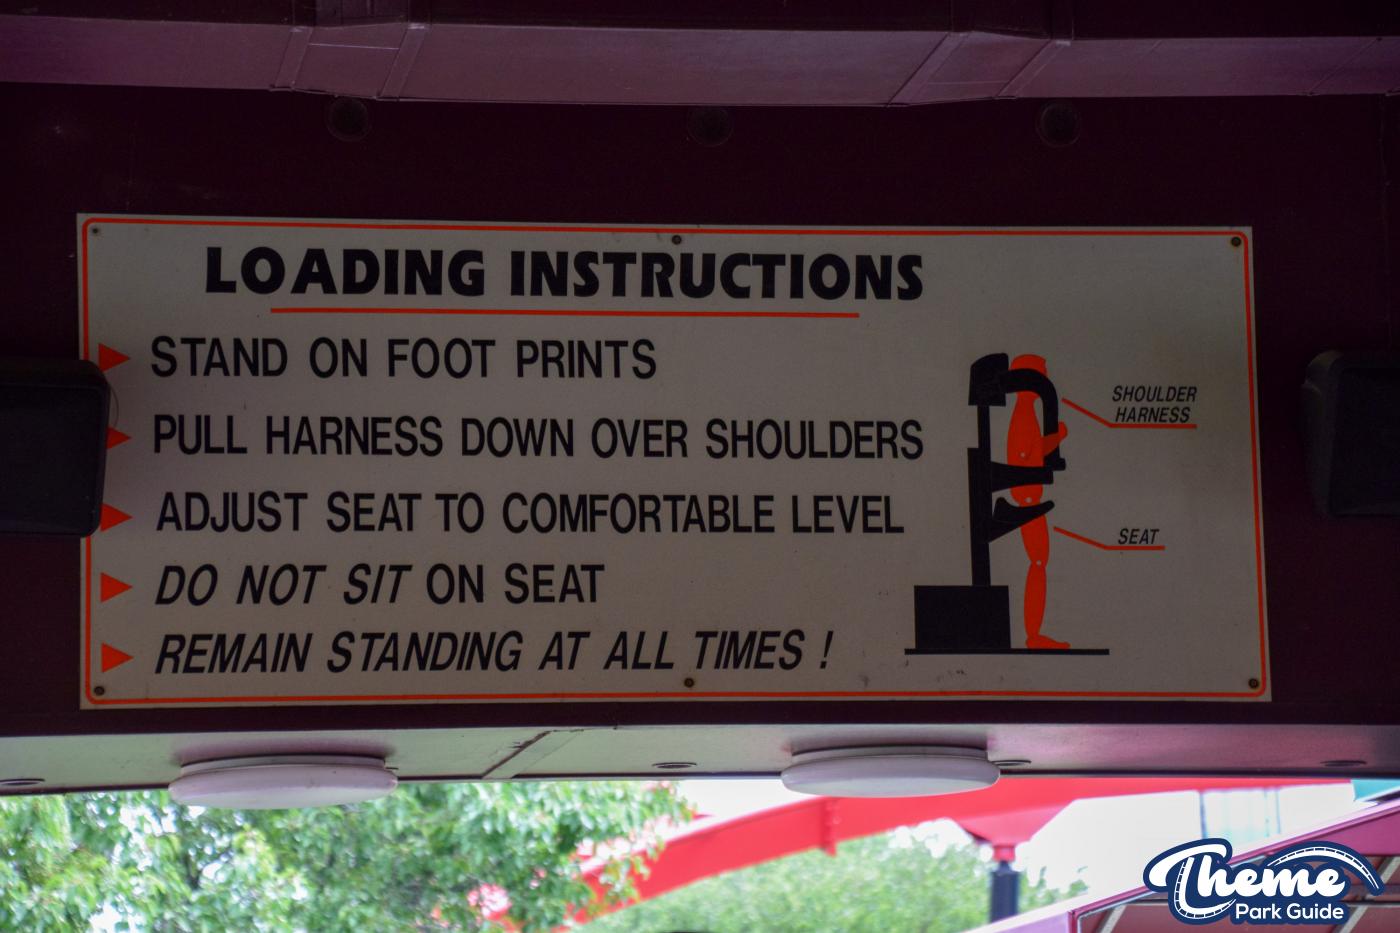 LOADING INSTRUCTIONS
STAND ON FOOT PRINTS
PULL HARNESS DOWN OVER SHOULDERS
ADJUST SEAT TO COMFORTABLE LEVEL
DO NOT SIT ON SEAT
REMAIN STANDING AT ALL TIMES !
SHOULDER
HARNESS
SEAT
Theme
Park Guide